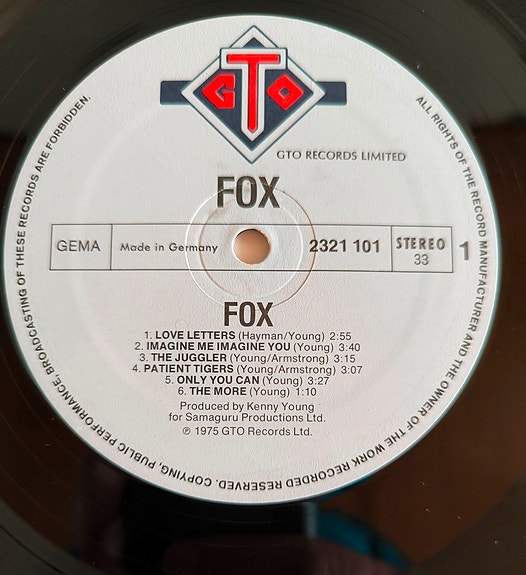 GTO
GTO RECORDS LIMITED
FOX
GEMA Made in Germany 2321 101 STEREO 33 1
FOX
1. LOVE LETTERS (Hayman/Young) 2:55
2. IMAGINE ME IMAGINE YOU (Young) 3:40
3. THE JUGGLER (Young/Armstrong) 3:15
4. PATIENT TIGERS (Young/Armstrong) 3:07
5. ONLY YOU CAN (Young) 3:27
6. THE MORE (Young) 1:10
Produced by Kenny Young
for Samaguru Productions Ltd.
℗ 1975 GTO Records Ltd.
ALL RIGHTS OF THE RECORD MANUFACTURER AND THE OWNER OF THE WORK RECORDED RESERVED. COPYING, PUBLIC PERFORMANCE, BROADCASTING OF THESE RECORDS ARE FORBIDDEN.